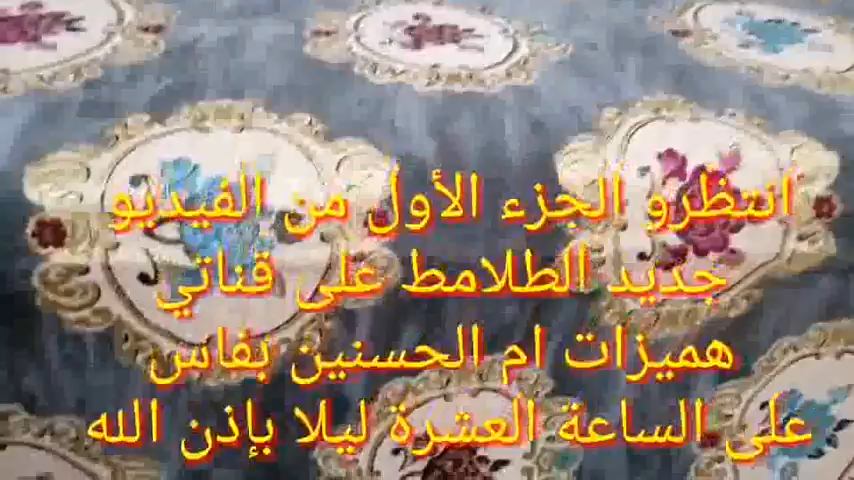 انتظرو الجزء الأول من الفيديو
جديد الطلامط على قناتي
هميزات ام الحسنين بفاس
على الساعة العشرة ليلا بإذن الله